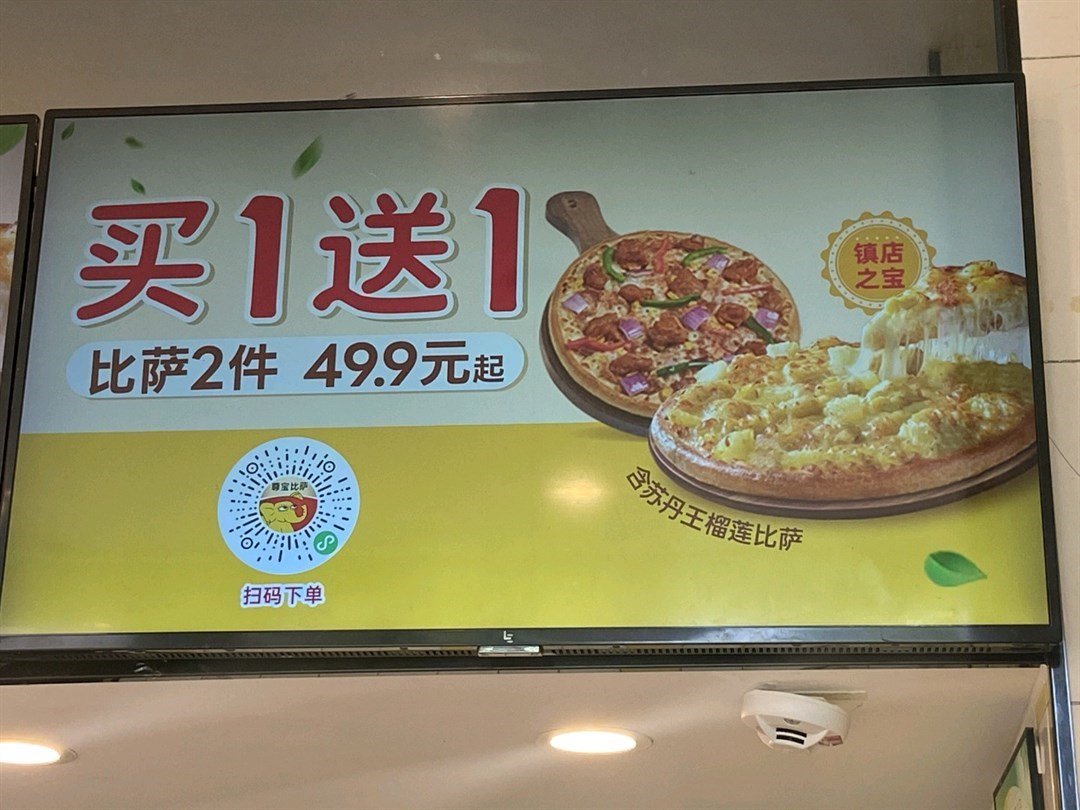 买1送1
比萨2件 49.9元起
镇店
之宝
含苏丹王榴莲比萨
尊宝比萨
扫码下单